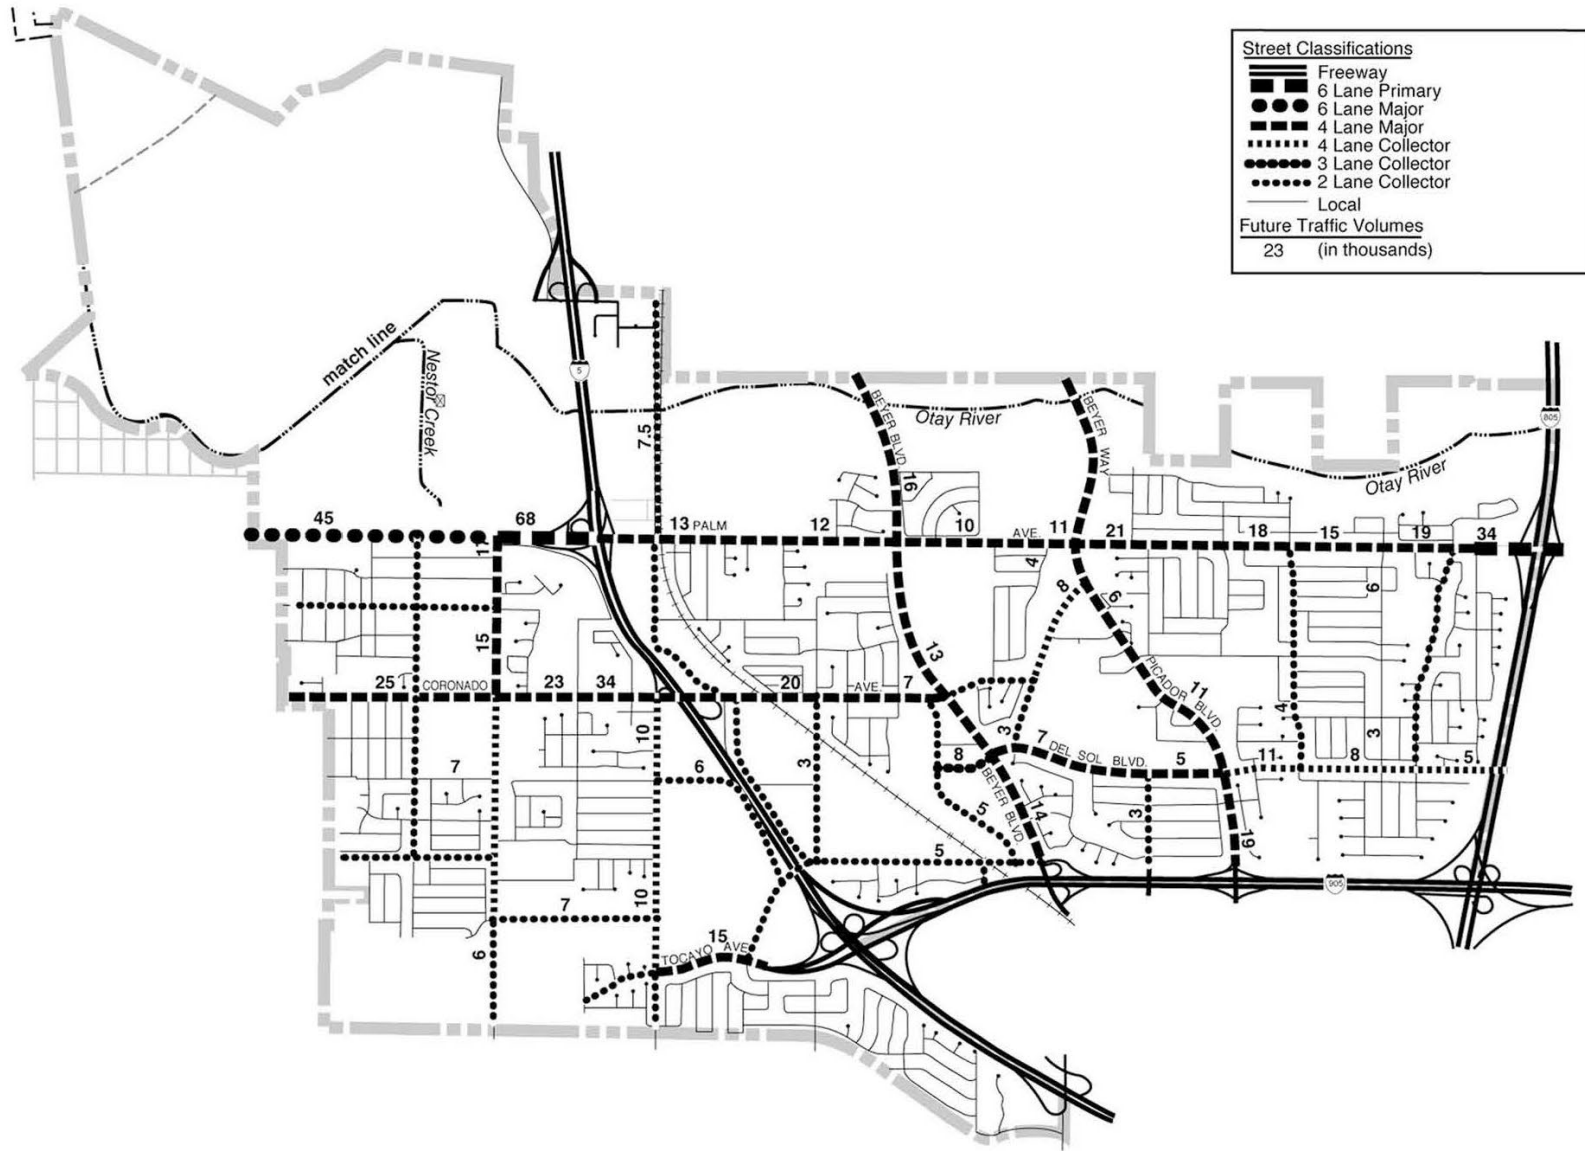 Street Classifications
Freeway
6 Lane Primary
6 Lane Major
4 Lane Major
4 Lane Collector
3 Lane Collector
2 Lane Collector
Local
Future Traffic Volumes
23 (in thousands)
match line
Nestor Creek
5
805
Otay River
Otay River
BEYER BLVD.
BEYER WAY
7.5
16
45
68
17
13 PALM
12
10
AVE.
11
21
18
15
19
34
4
8
6
6
15
13
25
CORONADO
23
34
20
AVE.
7
PICADOR BLVD.
11
4
3
10
3
7
DEL SOL BLVD.
5
11
8
5
7
6
3
8
BEYER BLVD.
14
5
3
19
5
905
10
7
6
15
TOCAYO AVE.